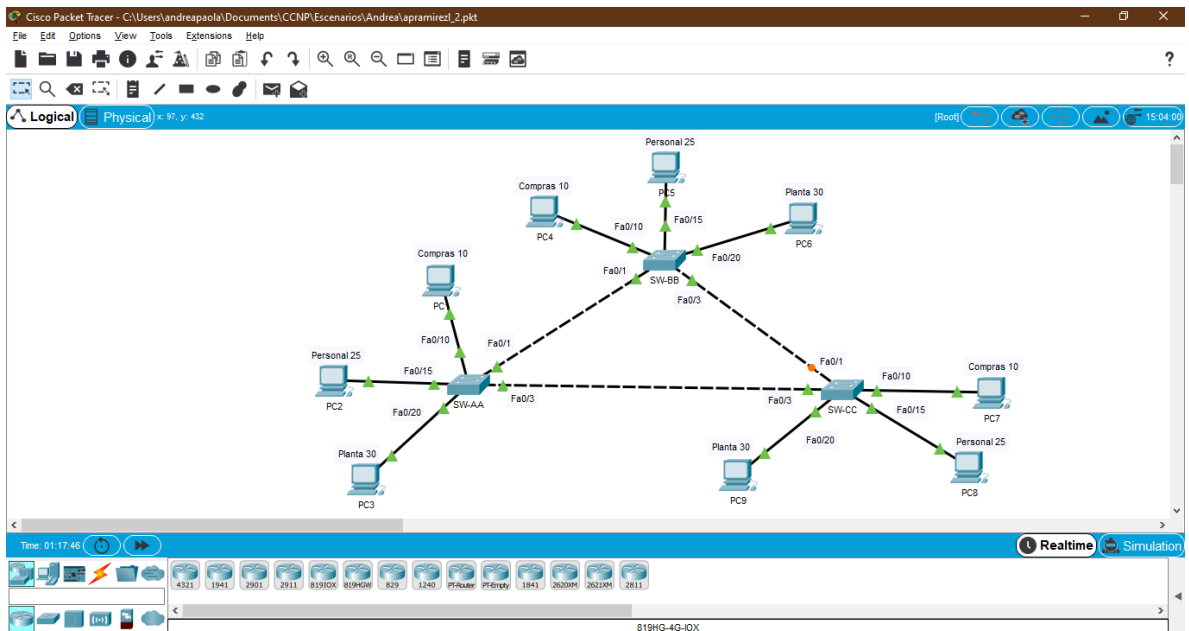 Cisco Packet Tracer - C:\Users\andreapaola\Documents\CCNP\Escenarios\Andrea\apramirezl_2.pkt
File Edit Options View Tools Extensions Help
?
Logical Physical x: 97, y: 432 [Root] 15:04:00
Personal 25
PC5
Compras 10
PC4
Planta 30
PC6
Fa0/10
Fa0/15
Fa0/20
Fa0/1
SW-BB
Fa0/3
Compras 10
PC
Fa0/10
Fa0/1
Personal 25
PC2
Fa0/15
SW-AA
Fa0/3
Fa0/20
Planta 30
PC3
Fa0/1
Fa0/10
Compras 10
PC7
Fa0/3
SW-CC
Fa0/15
Fa0/20
Personal 25
PC8
Planta 30
PC9
Time: 01:17:46 Realtime Simulation
4321 1941 2901 2911 819IOX 819HGW 829 1240 PT-Router PT-Empty 1841 2620XM 2621XM 2811
819HG-4G-IOX